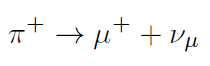 π⁺ → μ⁺ + ν_μ